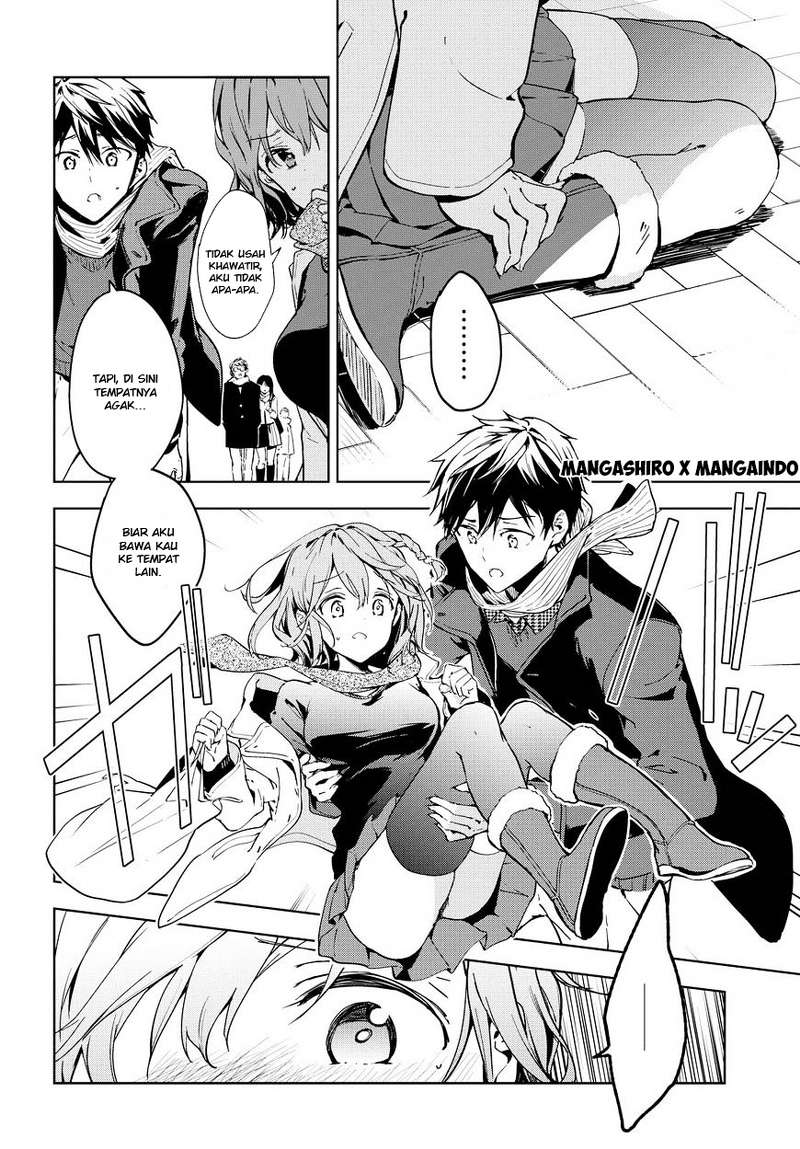 .........
TIDAK USAH
KHAWATIR,
AKU TIDAK
APA-APA.
TAPI, DI SINI
TEMPATNYA
AGAK...
BIAR AKU
BAWA KAU
KE TEMPAT
LAIN.
MANGASHIRO X MANGAINDO